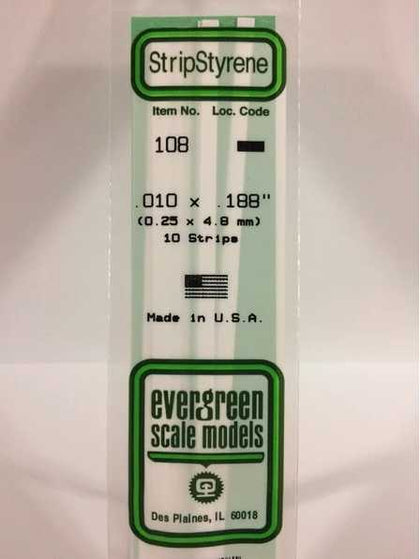 StripStyrene
Item No. Loc. Code
108
.010 x .188"
(0.25 x 4.8 mm)
10 Strips
Made in U.S.A.
evergreen
scale models
Des Plaines, IL 60018